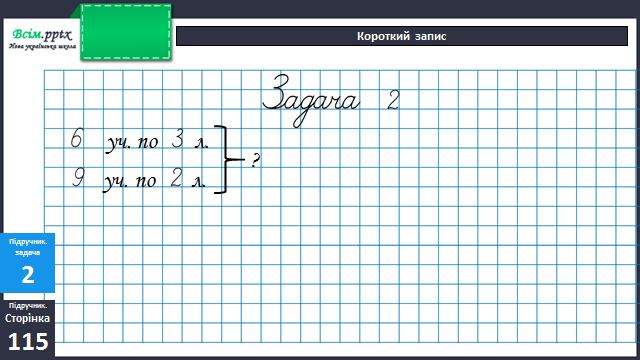 Всім.pptx
Нова українська школа
Короткий запис
Задача 2
6 уч. по 3 л.
9 уч. по 2 л.
?
Підручник.
задача
2
Підручник.
Сторінка
115